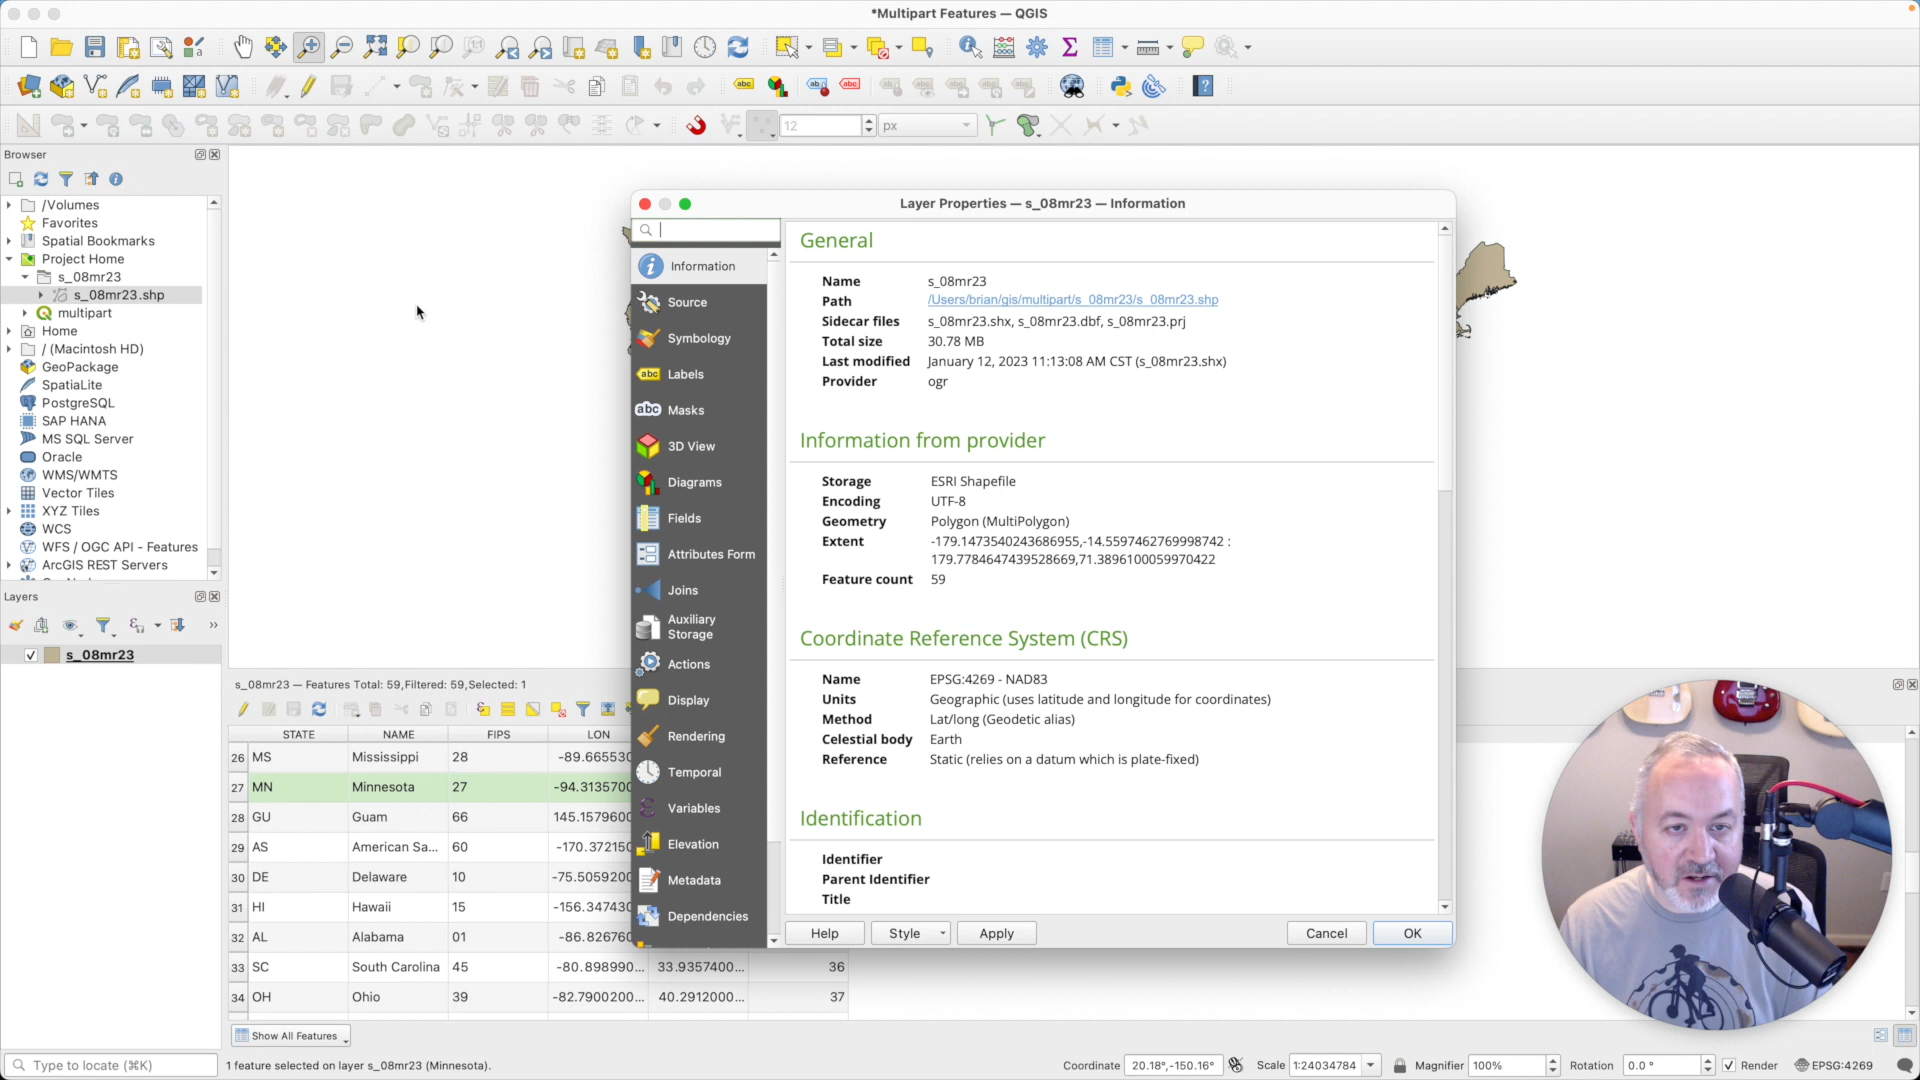 *Multipart Features — QGIS
abc
ab
abc
12
px
Browser
/Volumes
Favorites
Spatial Bookmarks
Project Home
s_08mr23
s_08mr23.shp
multipart
Home
/ (Macintosh HD)
GeoPackage
SpatiaLite
PostgreSQL
SAP HANA
MS SQL Server
Oracle
WMS/WMTS
Vector Tiles
XYZ Tiles
WCS
WFS / OGC API - Features
ArcGIS REST Servers
Layers
s_08mr23
Layer Properties — s_08mr23 — Information
Information
Source
Symbology
abc Labels
abc Masks
3D View
Diagrams
Fields
Attributes Form
Joins
Auxiliary
Storage
Actions
Display
Rendering
Temporal
Variables
Elevation
Metadata
Dependencies
General
Name s_08mr23
Path /Users/brian/gis/multipart/s_08mr23/s_08mr23.shp
Sidecar files s_08mr23.shx, s_08mr23.dbf, s_08mr23.prj
Total size 30.78 MB
Last modified January 12, 2023 11:13:08 AM CST (s_08mr23.shx)
Provider ogr
Information from provider
Storage ESRI Shapefile
Encoding UTF-8
Geometry Polygon (MultiPolygon)
Extent -179.1473540243686955,-14.5597462769998742 :
179.7784647439528669,71.3896100059970422
Feature count 59
Coordinate Reference System (CRS)
Name EPSG:4269 - NAD83
Units Geographic (uses latitude and longitude for coordinates)
Method Lat/long (Geodetic alias)
Celestial body Earth
Reference Static (relies on a datum which is plate-fixed)
Identification
Identifier
Parent Identifier
Title
Help Style Apply Cancel OK
s_08mr23 — Features Total: 59, Filtered: 59, Selected: 1
STATE NAME FIPS LON
26 MS Mississippi 28 -89.665530
27 MN Minnesota 27 -94.3135700
28 GU Guam 66 145.1579600
29 AS American Sa... 60 -170.372150
30 DE Delaware 10 -75.5059200
31 HI Hawaii 15 -156.347430
32 AL Alabama 01 -86.826760
33 SC South Carolina 45 -80.898990... 33.9357400... 36
34 OH Ohio 39 -82.7900200... 40.2912000... 37
Show All Features
Type to locate (⌘K) 1 feature selected on layer s_08mr23 (Minnesota). Coordinate 20.18°,-150.16° Scale 1:24034784 Magnifier 100% Rotation 0.0 ° Render EPSG:4269